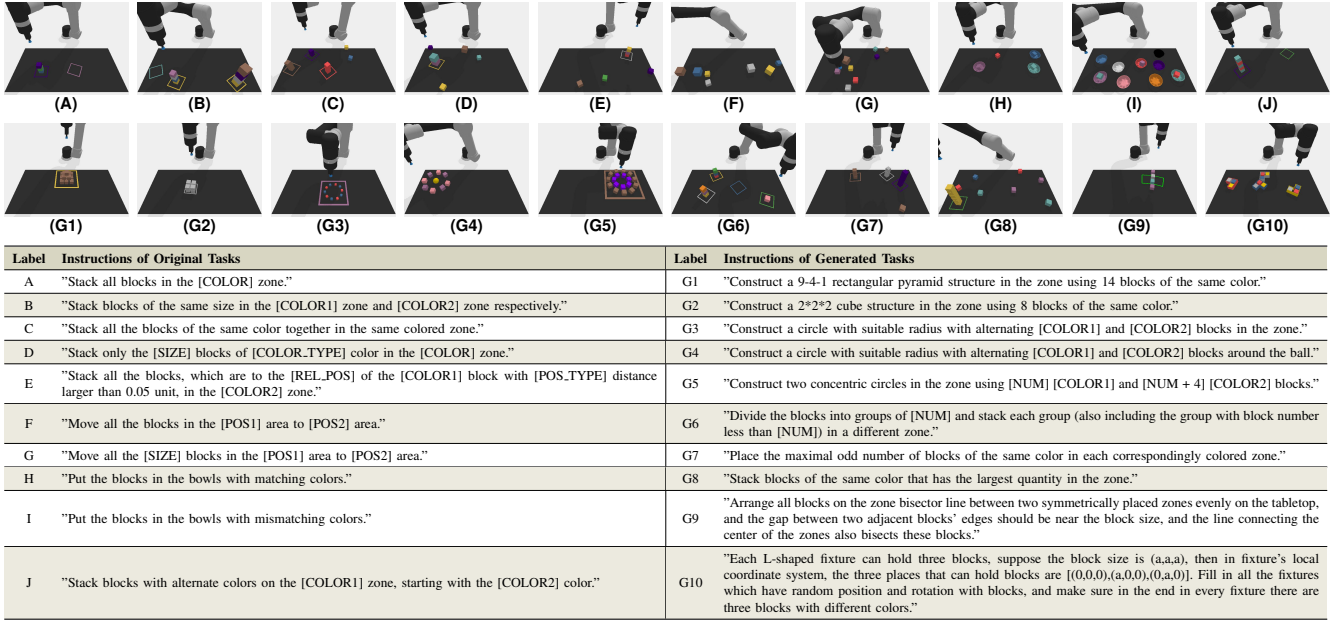 (A) (B) (C) (D) (E) (F) (G) (H) (I) (J)
(G1) (G2) (G3) (G4) (G5) (G6) (G7) (G8) (G9) (G10)
Label Instructions of Original Tasks Label Instructions of Generated Tasks
A ”Stack all blocks in the [COLOR] zone.” G1 ”Construct a 9-4-1 rectangular pyramid structure in the zone using 14 blocks of the same color.”
B ”Stack blocks of the same size in the [COLOR1] zone and [COLOR2] zone respectively.” G2 ”Construct a 2*2*2 cube structure in the zone using 8 blocks of the same color.”
C ”Stack all the blocks of the same color together in the same colored zone.” G3 ”Construct a circle with suitable radius with alternating [COLOR1] and [COLOR2] blocks in the zone.”
D ”Stack only the [SIZE] blocks of [COLOR_TYPE] color in the [COLOR] zone.” G4 ”Construct a circle with suitable radius with alternating [COLOR1] and [COLOR2] blocks around the ball.”
E ”Stack all the blocks, which are to the [REL_POS] of the [COLOR1] block with [POS_TYPE] distance
larger than 0.05 unit, in the [COLOR2] zone.” G5 ”Construct two concentric circles in the zone using [NUM] [COLOR1] and [NUM + 4] [COLOR2] blocks.”
F ”Move all the blocks in the [POS1] area to [POS2] area.” G6 ”Divide the blocks into groups of [NUM] and stack each group (also including the group with block number
less than [NUM]) in a different zone.”
G ”Move all the [SIZE] blocks in the [POS1] area to [POS2] area.” G7 ”Place the maximal odd number of blocks of the same color in each correspondingly colored zone.”
H ”Put the blocks in the bowls with matching colors.” G8 ”Stack blocks of the same color that has the largest quantity in the zone.”
I ”Put the blocks in the bowls with mismatching colors.” G9 ”Arrange all blocks on the zone bisector line between two symmetrically placed zones evenly on the tabletop,
and the gap between two adjacent blocks’ edges should be near the block size, and the line connecting the
center of the zones also bisects these blocks.”
J ”Stack blocks with alternate colors on the [COLOR1] zone, starting with the [COLOR2] color.” G10 ”Each L-shaped fixture can hold three blocks, suppose the block size is (a,a,a), then in fixture’s local
coordinate system, the three places that can hold blocks are [(0,0,0),(a,0,0),(0,a,0)]. Fill in all the fixtures
which have random position and rotation with blocks, and make sure in the end in every fixture there are
three blocks with different colors.”